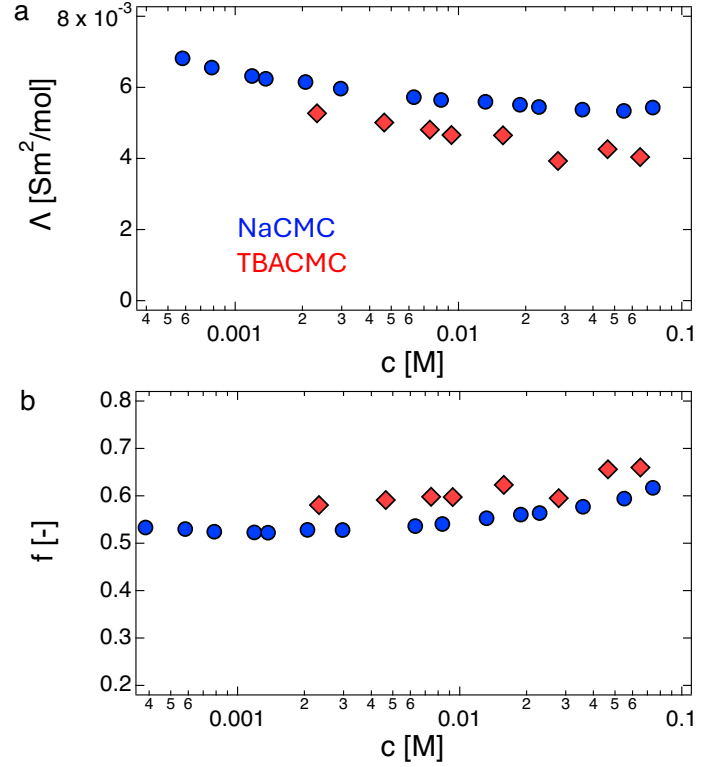 a
8 x 10⁻³
6
4
2
0
Λ [Sm²/mol]
NaCMC
TBACMC
4 5 6 2 3 4 5 6 2 3 4 5 6
0.001 0.01 0.1
c [M]
b
0.8
0.7
0.6
0.5
0.4
0.3
0.2
f [-]
4 5 6 2 3 4 5 6 2 3 4 5 6
0.001 0.01 0.1
c [M]